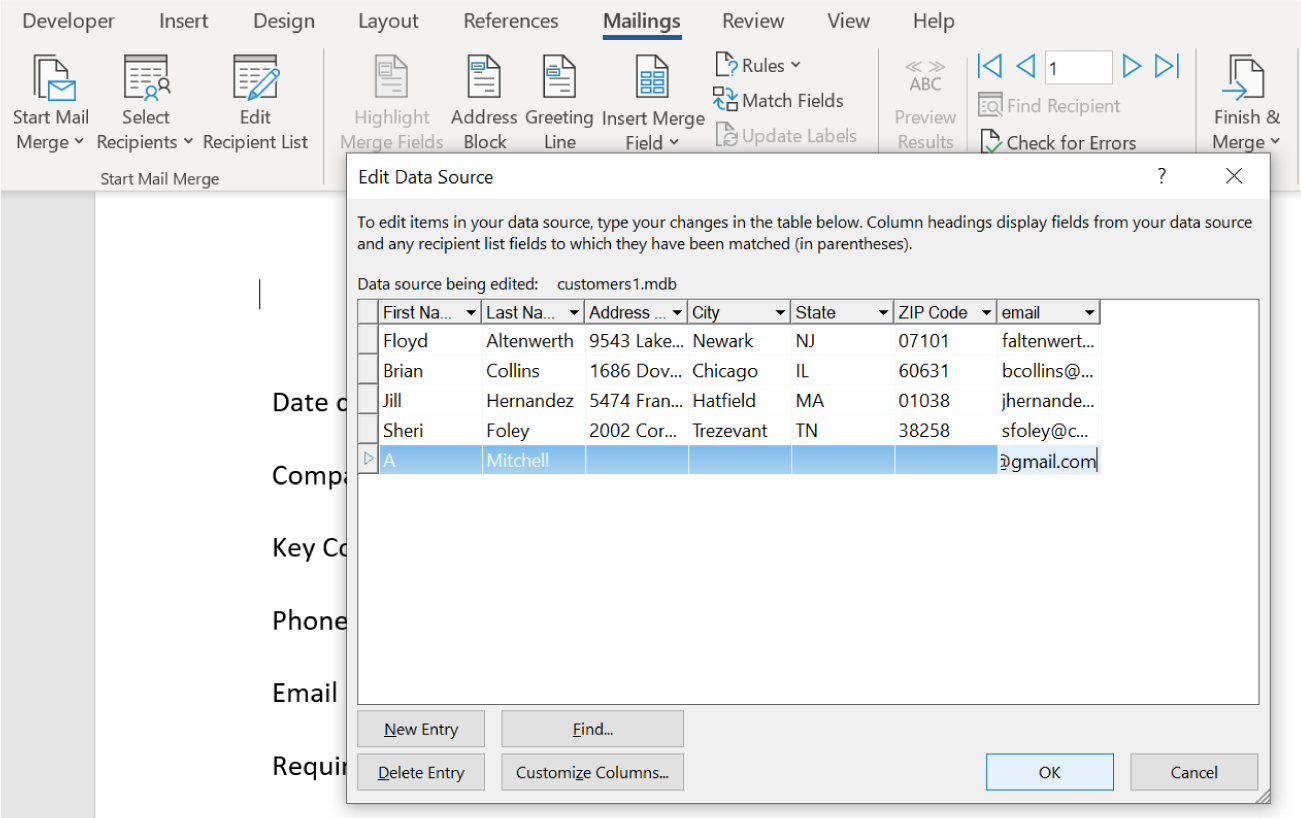 Developer Insert Design Layout References Mailings Review View Help
Start Mail Merge
Select Recipients
Edit Recipient List
Start Mail Merge
Highlight Merge Fields
Address Block
Greeting Line
Insert Merge Field
Rules
Match Fields
Update Labels
ABC
Preview Results
1
Find Recipient
Check for Errors
Finish & Merge
Edit Data Source ?
To edit items in your data source, type your changes in the table below. Column headings display fields from your data source
and any recipient list fields to which they have been matched (in parentheses).
Data source being edited: customers1.mdb
First Na... Last Na... Address ... City State ZIP Code email
Floyd Altenwerth 9543 Lake... Newark NJ 07101 faltenwert...
Brian Collins 1686 Dov... Chicago IL 60631 bcollins@...
Jill Hernandez 5474 Fran... Hatfield MA 01038 jhernande...
Sheri Foley 2002 Cor... Trezevant TN 38258 sfoley@c...
A Mitchell @gmail.com
New Entry Find...
Delete Entry Customize Columns... OK Cancel
Date
Key
Phone
Email